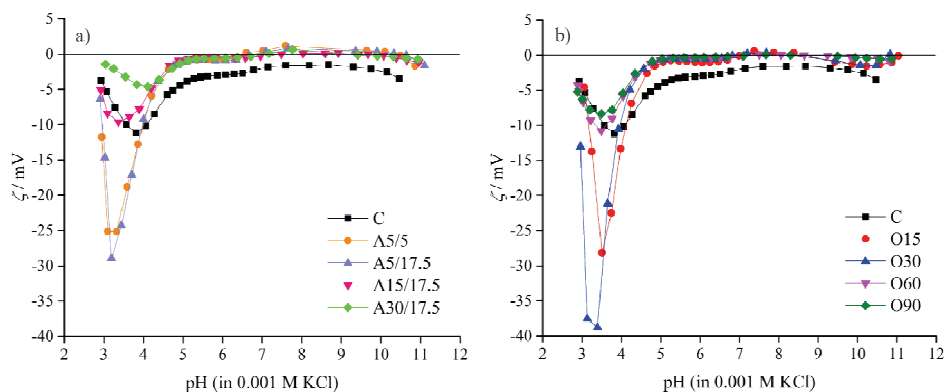 a)
5
0
-5
-10
-15
-20
-25
-30
-35
-40
ζ / mV
C
A5/5
A5/17.5
A15/17.5
A30/17.5
2 3 4 5 6 7 8 9 10 11 12
pH (in 0.001 M KCl)
b)
5
0
-5
-10
-15
-20
-25
-30
-35
-40
ζ / mV
C
O15
O30
O60
O90
2 3 4 5 6 7 8 9 10 11 12
pH (in 0.001 M KCl)